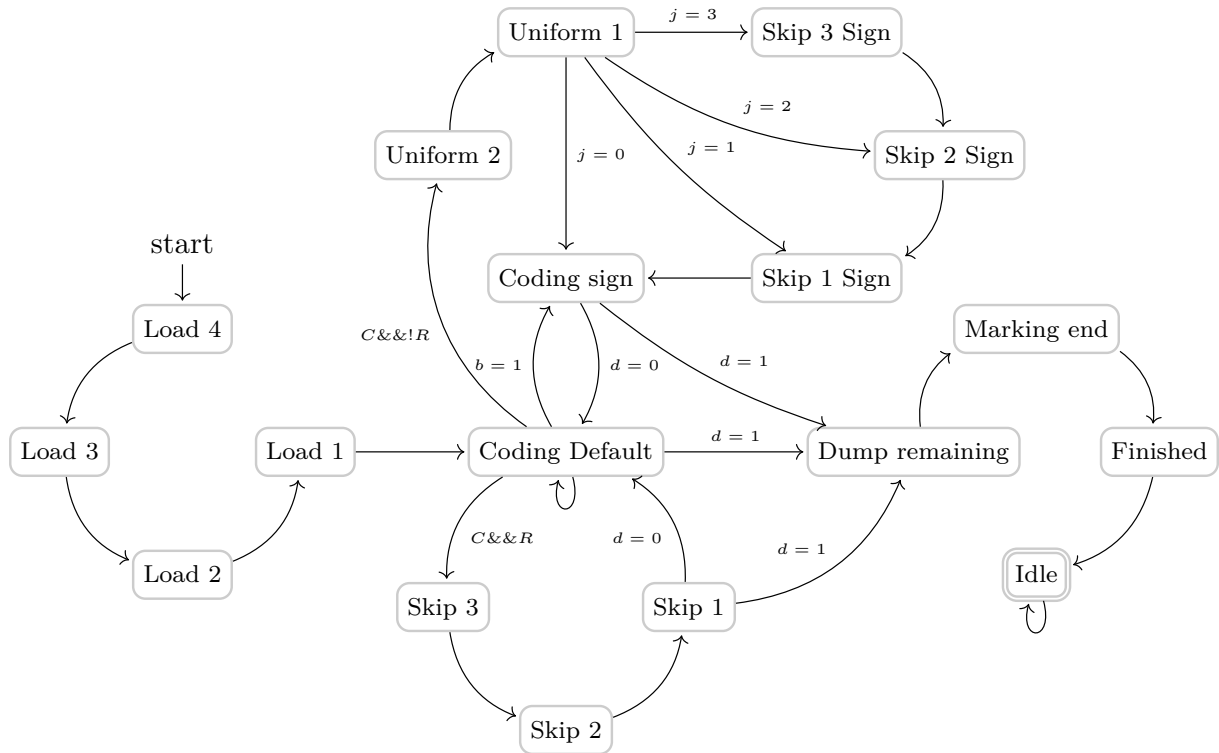 Uniform 1
j = 3
Skip 3 Sign
j = 2
Uniform 2
j = 0
j = 1
Skip 2 Sign
start
Coding sign
Skip 1 Sign
Load 4
Marking end
C&&!R
b = 1
d = 0
d = 1
Load 3
Load 1
Coding Default
d = 1
Dump remaining
Finished
C&&R
d = 0
d = 1
Load 2
Idle
Skip 3
Skip 1
Skip 2